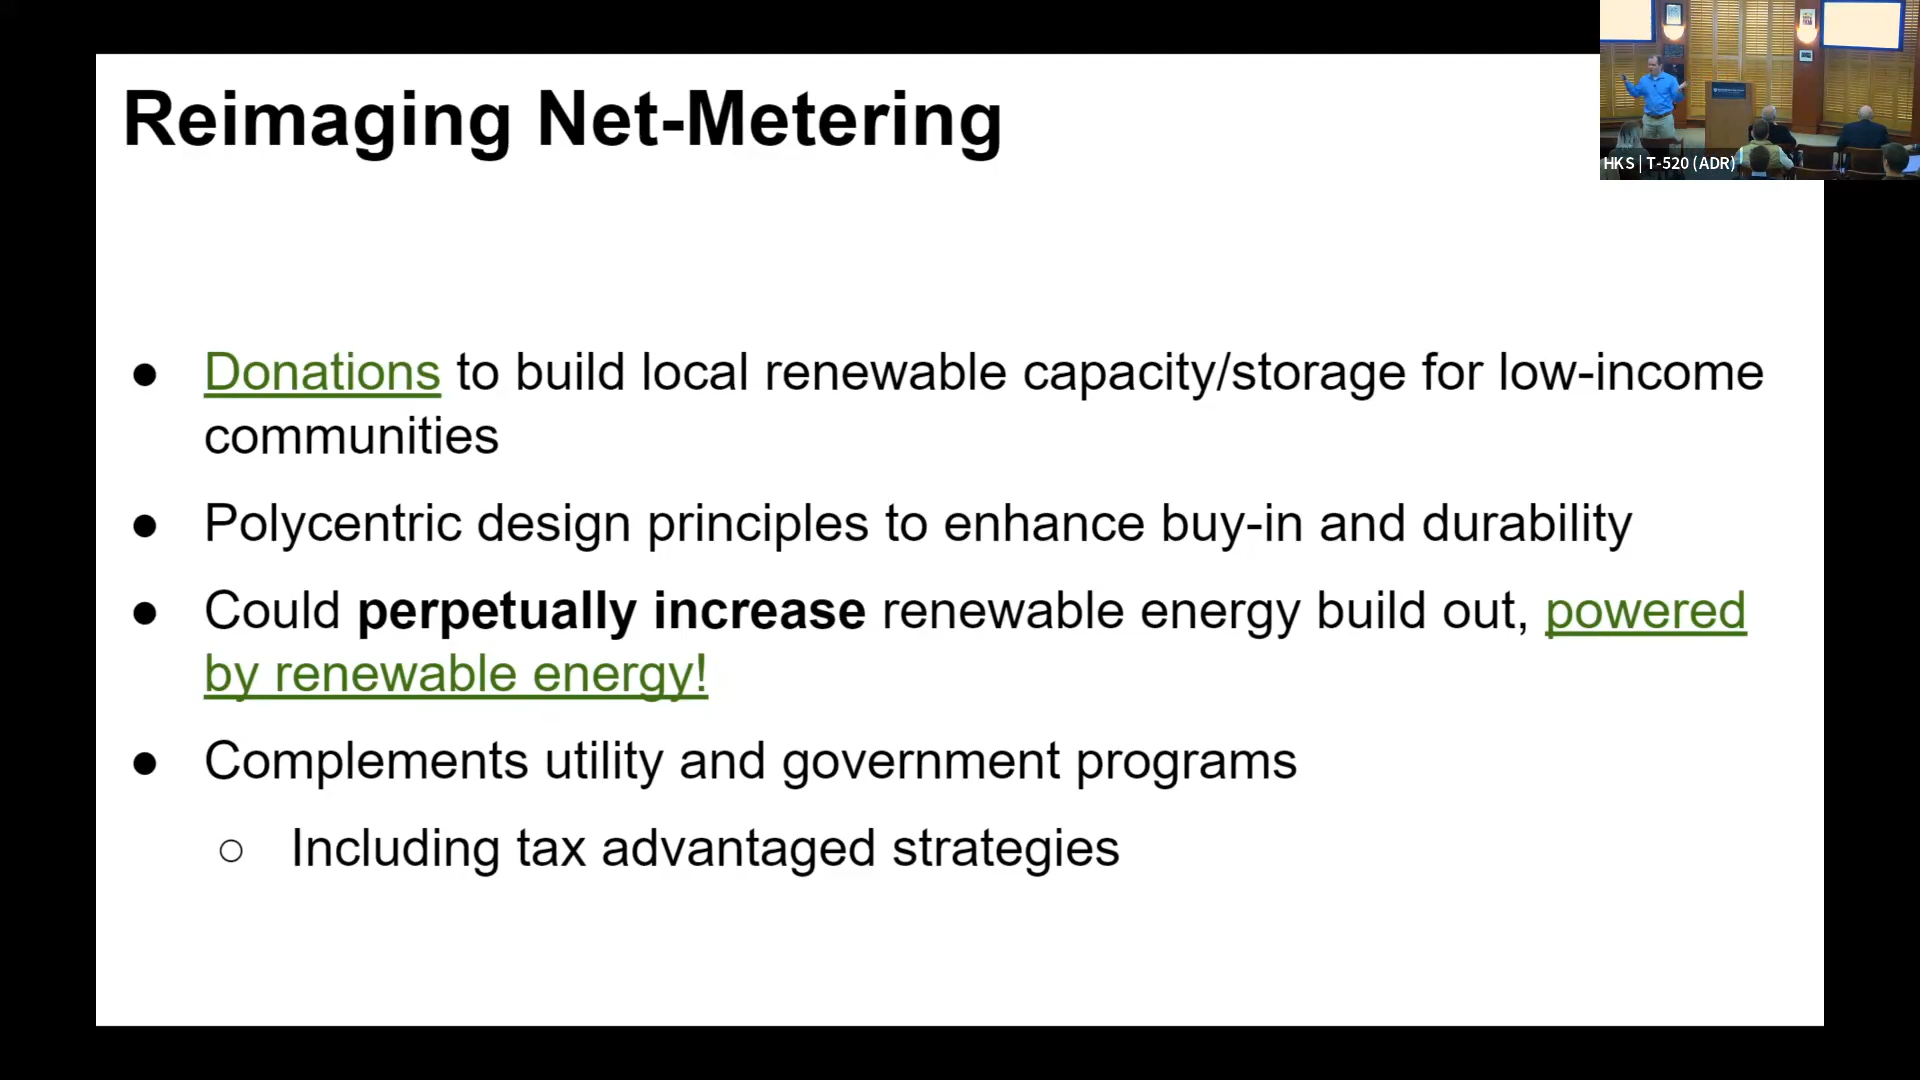 Reimaging Net-Metering
HKS | T-520 (ADR)
● Donations to build local renewable capacity/storage for low-income
communities
● Polycentric design principles to enhance buy-in and durability
● Could perpetually increase renewable energy build out, powered
by renewable energy!
● Complements utility and government programs
○ Including tax advantaged strategies